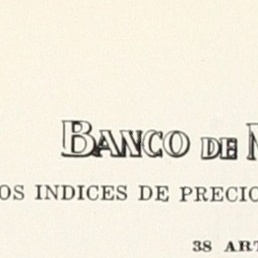 BANCO DE M
OS INDICES DE PRECIO
38 ART